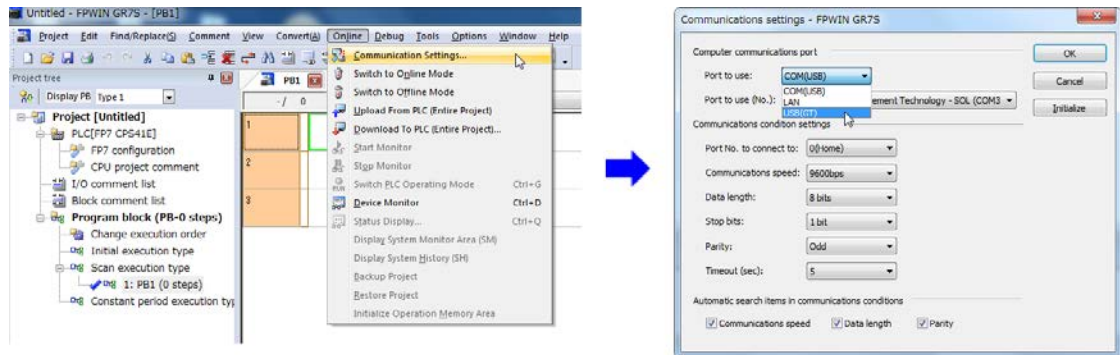 Untitled - FPWIN GR7S - [PB1]
Project Edit Find/Replace(S) Comment View Convert(A) Online Debug Tools Options Window Help
Project tree
Display PB Type 1
Project [Untitled]
PLC[FP7 CPS41E]
FP7 configuration
CPU project comment
I/O comment list
Block comment list
Program block (PB-0 steps)
Change execution order
Initial execution type
Scan execution type
1: PB1 (0 steps)
Constant period execution typ
PB1
-/ 0
1
2
3
Communication Settings...
Switch to Online Mode
Switch to Offline Mode
Upload From PLC (Entire Project)
Download To PLC (Entire Project)...
Start Monitor
Stop Monitor
Switch PLC Operating Mode Ctrl+G
Device Monitor Ctrl+D
Status Display... Ctrl+Q
Display System Monitor Area (SM)
Display System History (SH)
Backup Project
Restore Project
Initialize Operation Memory Area
Communications settings - FPWIN GR7S
Computer communications port
Port to use: COM(USB)
COM(USB)
LAN
USB(GT)
Port to use (No.): ement Technology - SOL (COM3
Communications condition settings
Port No. to connect to: 0(Home)
Communications speed: 9600bps
Data length: 8 bits
Stop bits: 1 bit
Parity: Odd
Timeout (sec): 5
Automatic search items in communications conditions
Communications speed Data length Parity
OK
Cancel
Initialize